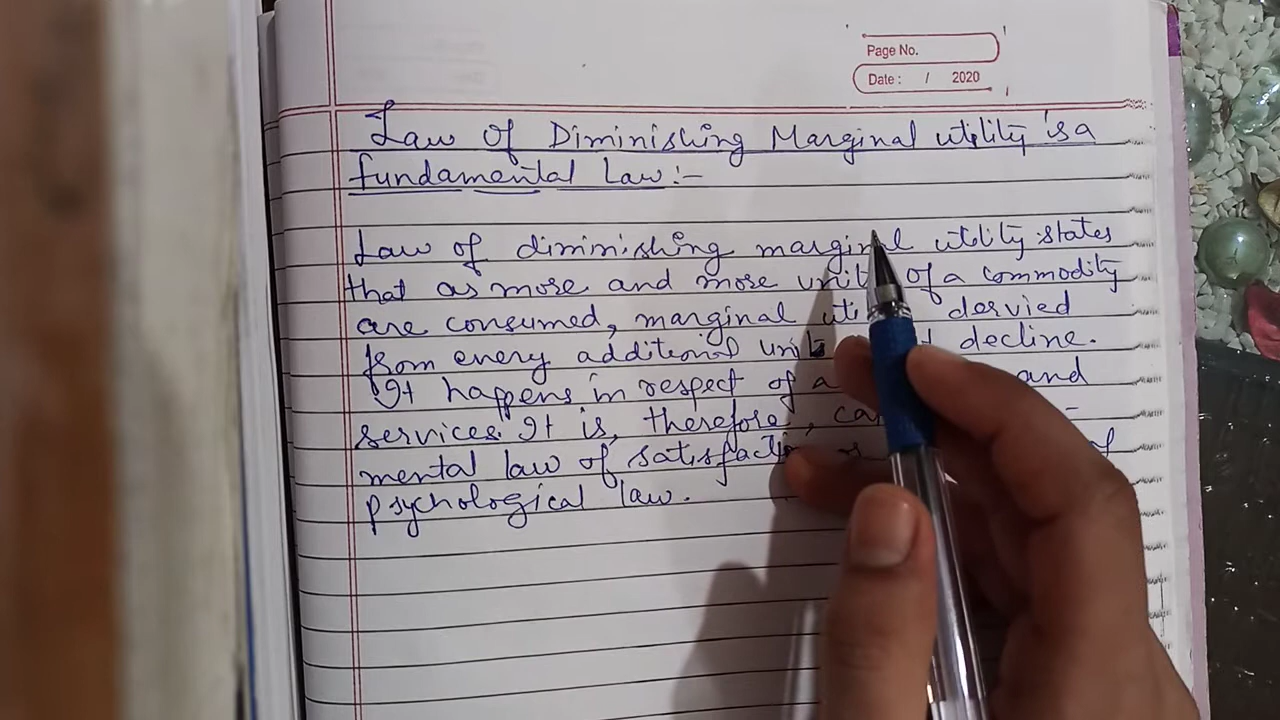 Page No.
Date : / 2020
Law of Diminishing Marginal utility is a
fundamental Law :-
Law of diminishing marginal utility states
that as more and more units of a commodity
are consumed, marginal dervied
from every additional decline.
It happens in respect of and
services. It is, therefore,
mental law of satisfaction of
psychological law.